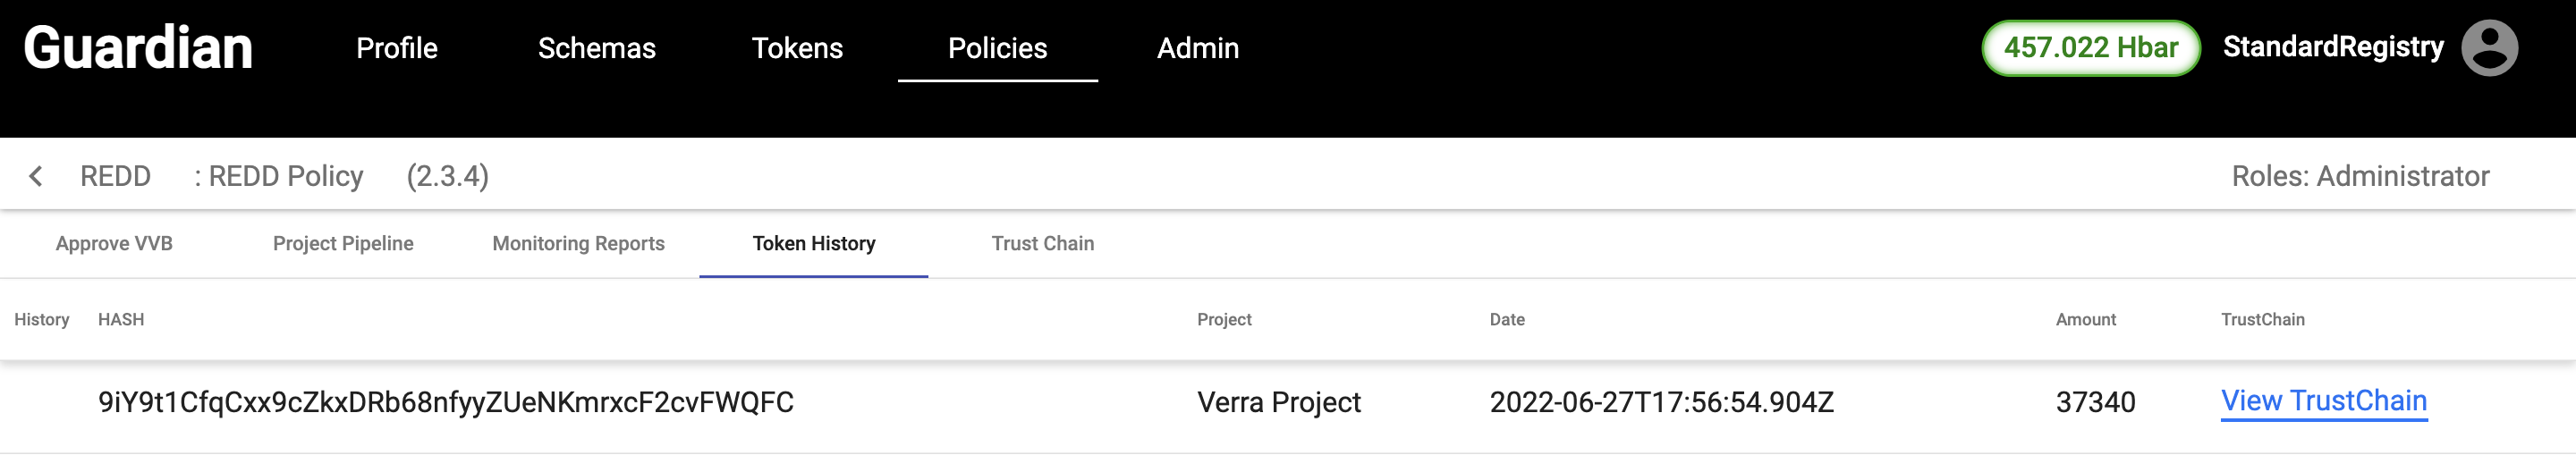 Guardian Profile Schemas Tokens Policies Admin 457.022 Hbar StandardRegistry
REDD : REDD Policy (2.3.4) Roles: Administrator
Approve VVB Project Pipeline Monitoring Reports Token History Trust Chain
History HASH Project Date Amount TrustChain
9iY9t1CfqCxx9cZkxDRb68nfyyZUeNKmrxcF2cvFWQFC Verra Project 2022-06-27T17:56:54.904Z 37340 View TrustChain